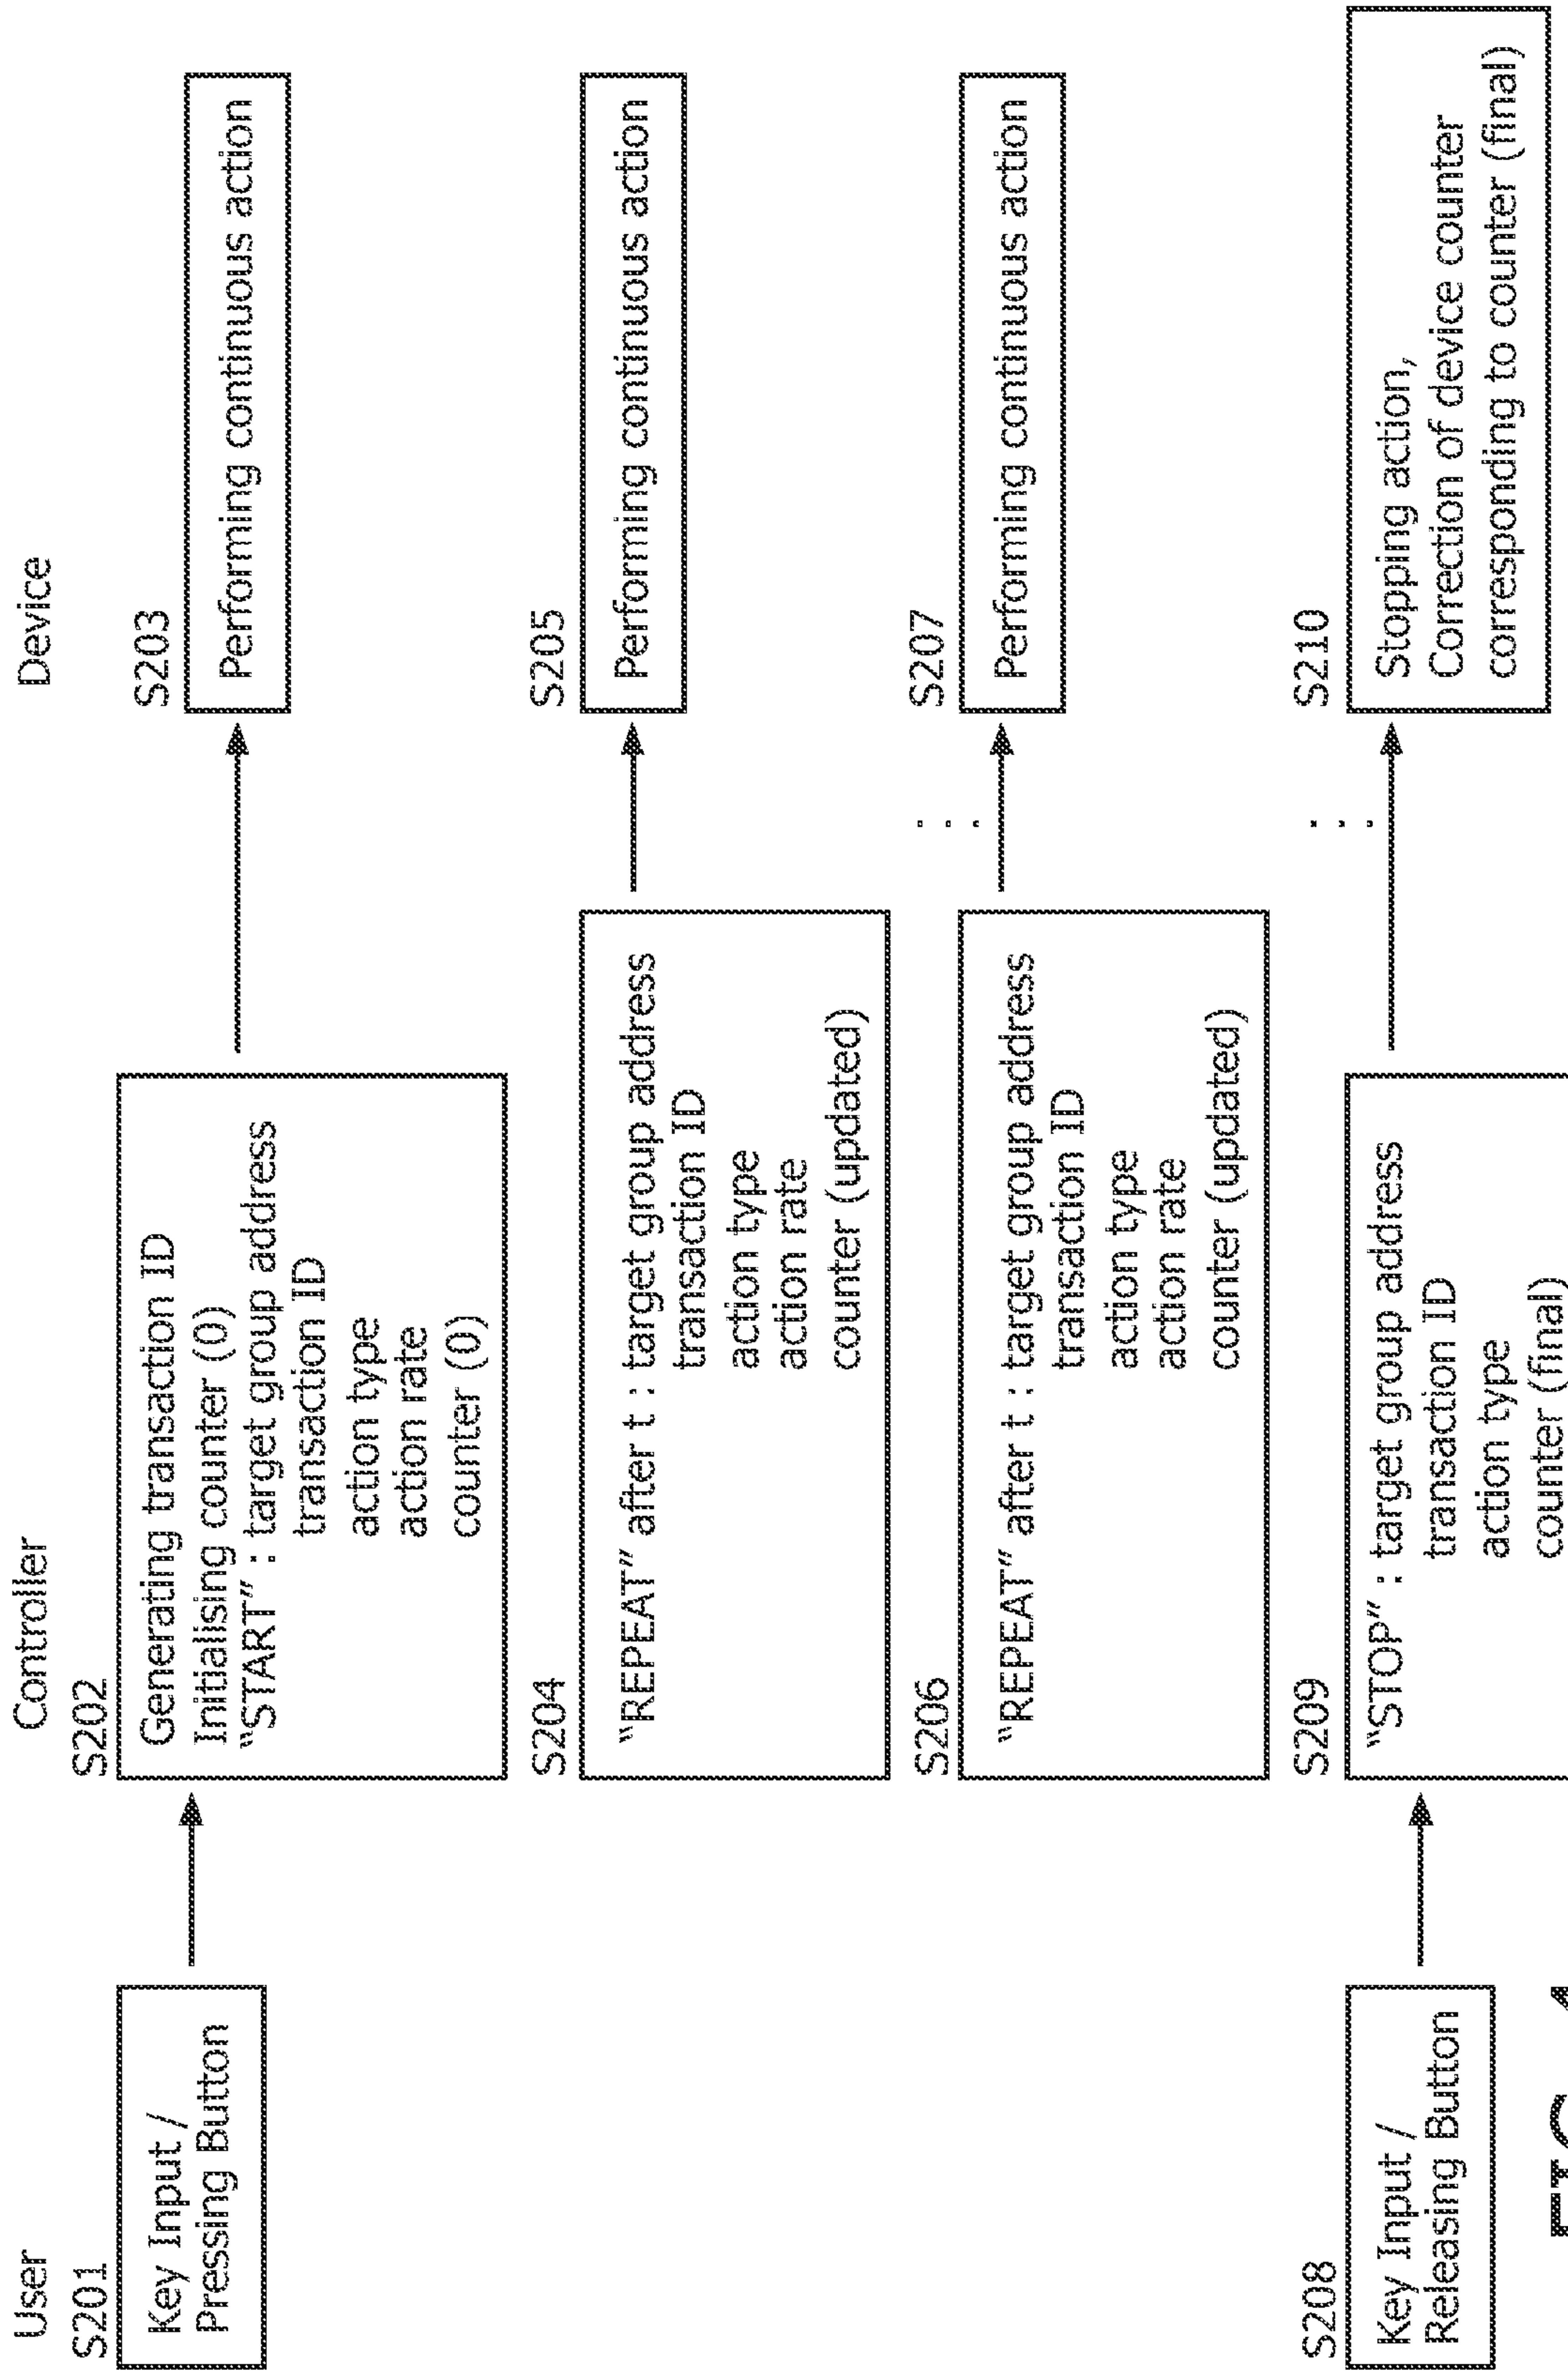 User
Controller
Device
S201
Key Input /
Pressing Button
S202
Generating transaction ID
Initialising counter (0)
"START" : target group address
transaction ID
action type
action rate
counter (0)
S203
Performing continuous action
S204
"REPEAT" after t : target group address
transaction ID
action type
action rate
counter (updated)
S205
Performing continuous action
S206
"REPEAT" after t : target group address
transaction ID
action type
action rate
counter (updated)
S207
Performing continuous action
S208
Key Input /
Releasing Button
S209
"STOP" : target group address
transaction ID
action type
counter (final)
S210
Stopping action,
Correction of device counter
corresponding to counter (final)